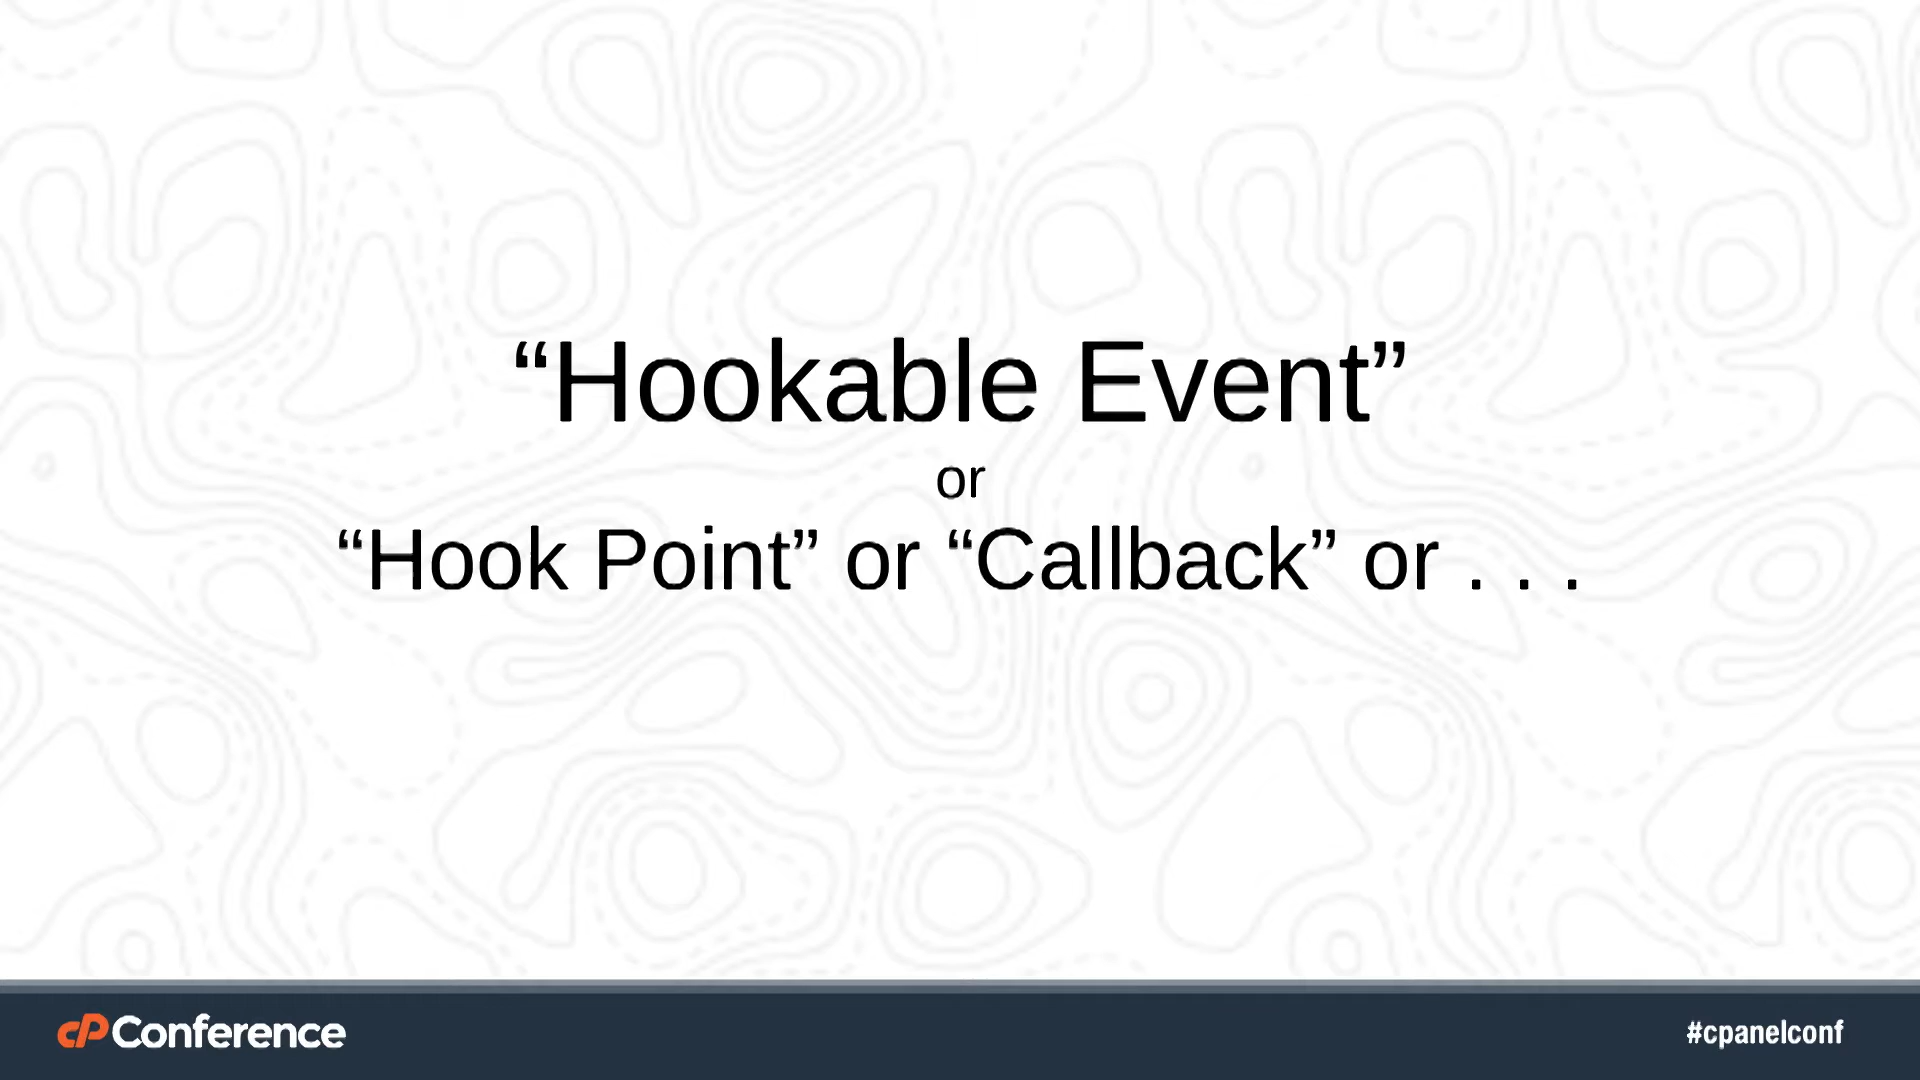 “Hookable Event”
or
“Hook Point” or “Callback” or . . .
cPConference
#cpanelconf